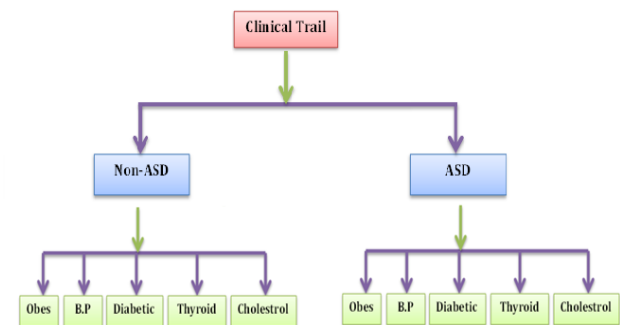 Clinical Trail
Non-ASD
ASD
Obes B.P Diabetic Thyroid Cholestrol
Obes B.P Diabetic Thyroid Cholestrol